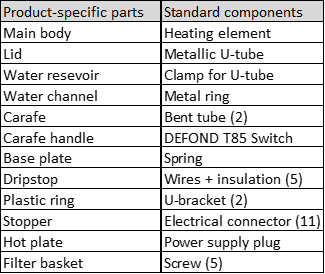 Product-specific parts Standard components
Main body Heating element
Lid Metallic U-tube
Water resevoir Clamp for U-tube
Water channel Metal ring
Carafe Bent tube (2)
Carafe handle DEFOND T85 Switch
Base plate Spring
Dripstop Wires + insulation (5)
Plastic ring U-bracket (2)
Stopper Electrical connector (11)
Hot plate Power supply plug
Filter basket Screw (5)